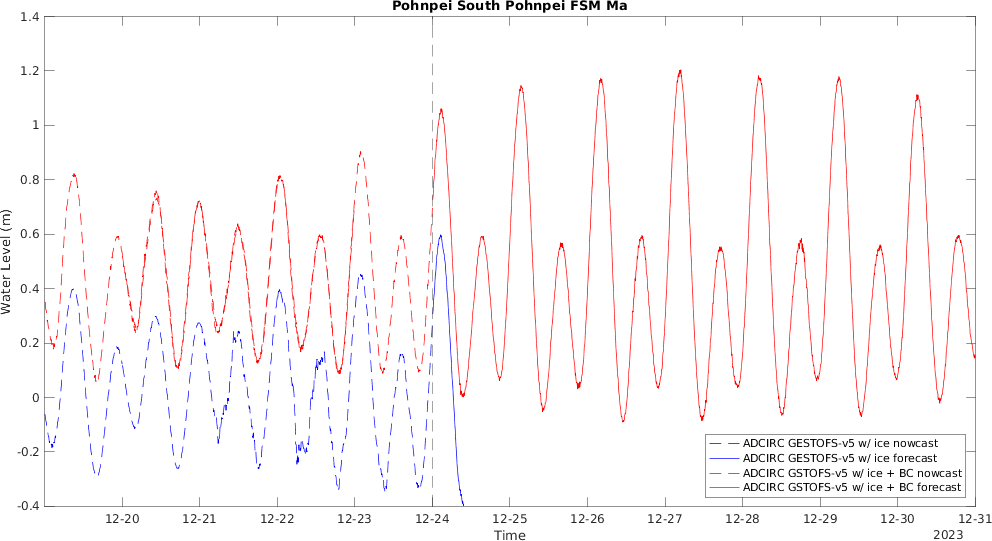 Pohnpei South Pohnpei FSM Ma
Water Level (m)
1.4
1.2
1
0.8
0.6
0.4
0.2
0
-0.2
-0.4
12-20 12-21 12-22 12-23 12-24 12-25 12-26 12-27 12-28 12-29 12-30 12-31
Time
2023
ADCIRC GESTOFS-v5 w/ ice nowcast
ADCIRC GESTOFS-v5 w/ ice forecast
ADCIRC GSTOFS-v5 w/ ice + BC nowcast
ADCIRC GSTOFS-v5 w/ ice + BC forecast